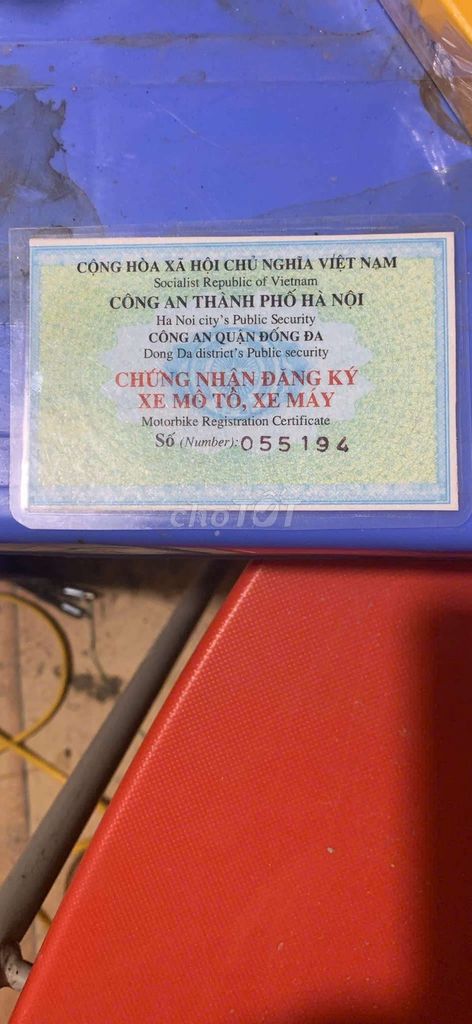 CỘNG HÒA XÃ HỘI CHỦ NGHĨA VIỆT NAM
Socialist Republic of Vietnam
CÔNG AN THÀNH PHỐ HÀ NỘI
Ha Noi city's Public Security
CÔNG AN QUẬN ĐỐNG ĐA
Dong Da district's Public security
CHỨNG NHẬN ĐĂNG KÝ
XE MÔ TÔ, XE MÁY
Motorbike Registration Certificate
Số (Number): 055194
choTỐT